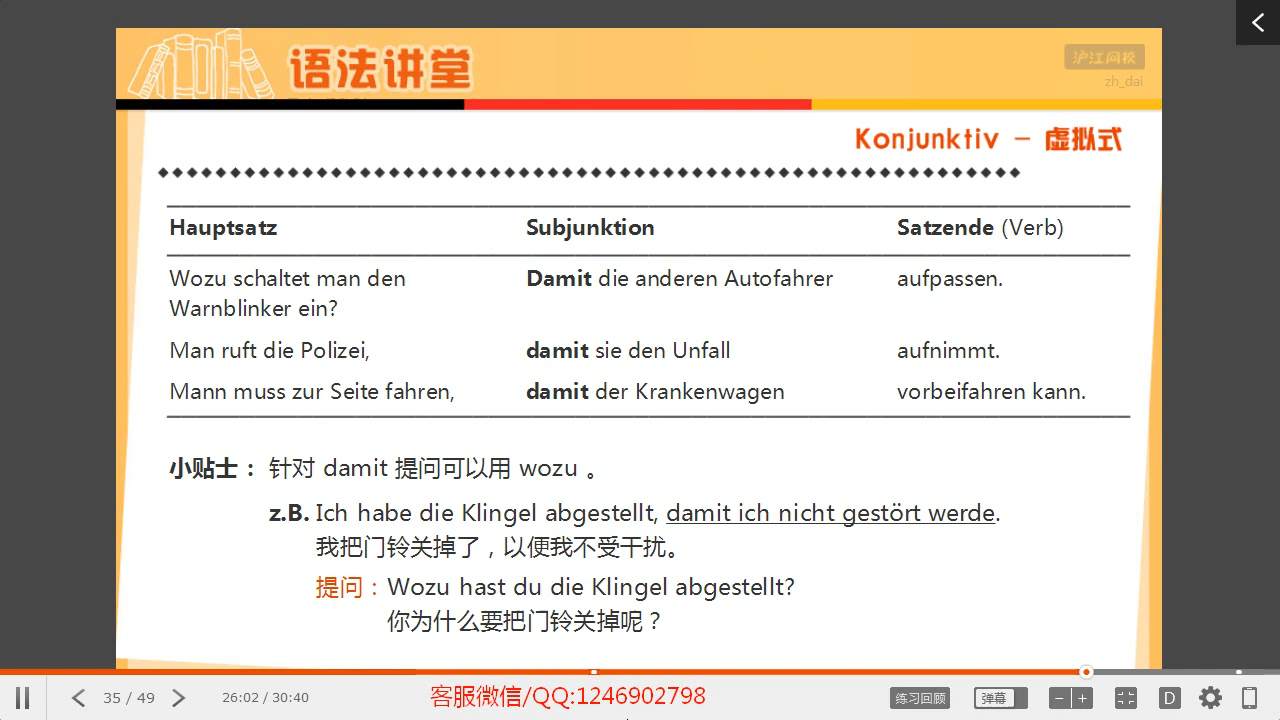 语法讲堂
沪江网校
zh_dai
Konjunktiv – 虚拟式
Hauptsatz Subjunktion Satzende (Verb)
Wozu schaltet man den Damit die anderen Autofahrer aufpassen.
Warnblinker ein?
Man ruft die Polizei, damit sie den Unfall aufnimmt.
Mann muss zur Seite fahren, damit der Krankenwagen vorbeifahren kann.
小贴士： 针对 damit 提问可以用 wozu 。
z.B. Ich habe die Klingel abgestellt, damit ich nicht gestört werde.
我把门铃关掉了，以便我不受干扰。
提问：Wozu hast du die Klingel abgestellt?
你为什么要把门铃关掉呢？
35 / 49 26:02 / 30:40 客服微信/QQ:1246902798 练习回顾 弹幕 − + D